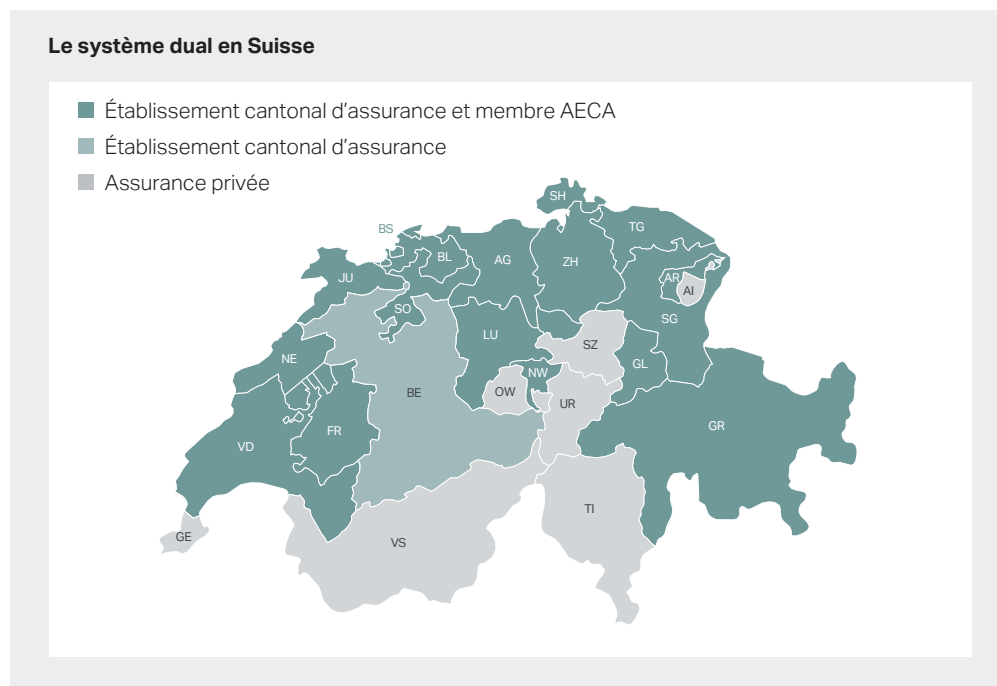 Le système dual en Suisse
Établissement cantonal d’assurance et membre AECA
Établissement cantonal d’assurance
Assurance privée
SH
BS
TG
BL
AG
ZH
JU
AR
AI
SO
SG
LU
SZ
NE
GL
NW
OW
BE
UR
GR
FR
VD
TI
GE
VS